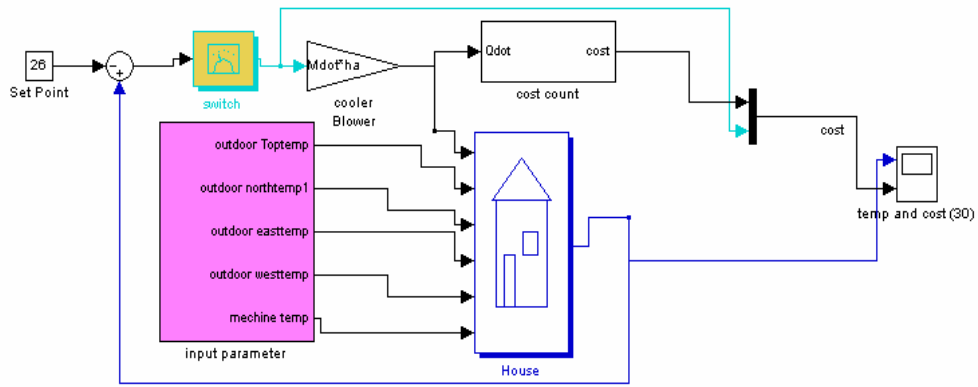 26
Set Point
switch
Mdot*ha
cooler
Blower
Qdot
cost
cost count
cost
temp and cost (30)
outdoor Toptemp
outdoor northtemp1
outdoor easttemp
outdoor westtemp
mechine temp
input parameter
House